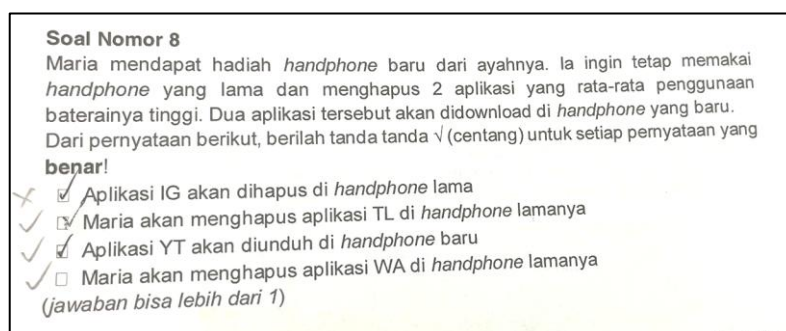 Soal Nomor 8
Maria mendapat hadiah handphone baru dari ayahnya. Ia ingin tetap memakai
handphone yang lama dan menghapus 2 aplikasi yang rata-rata penggunaan
baterainya tinggi. Dua aplikasi tersebut akan didownload di handphone yang baru.
Dari pernyataan berikut, berilah tanda tanda √ (centang) untuk setiap pernyataan yang
benar!
✗ ☑ Aplikasi IG akan dihapus di handphone lama
✓ ☑ Maria akan menghapus aplikasi TL di handphone lamanya
✓ ☑ Aplikasi YT akan diunduh di handphone baru
✓ ☐ Maria akan menghapus aplikasi WA di handphone lamanya
(jawaban bisa lebih dari 1)